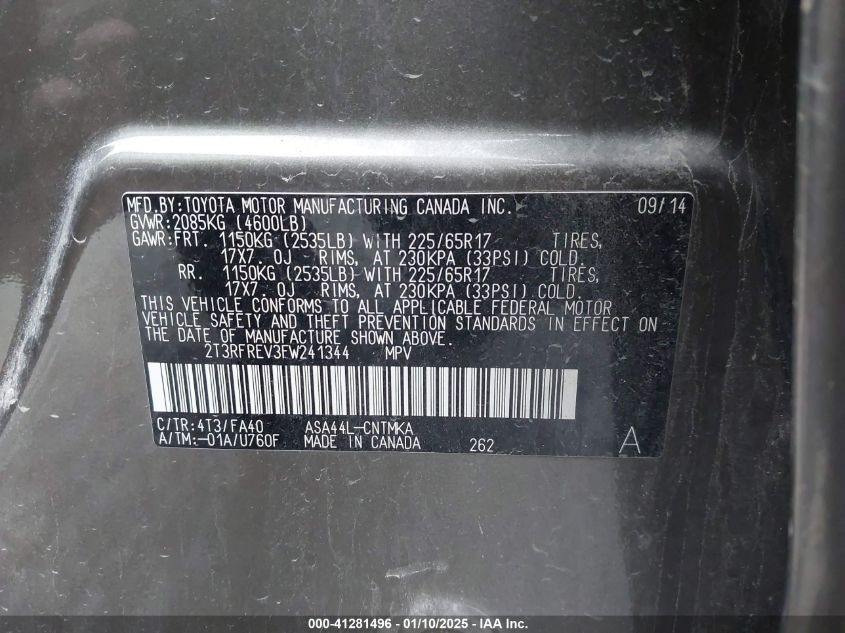 MFD.BY:TOYOTA MOTOR MANUFACTURING CANADA INC. 09/14
GVWR:2085KG (4600LB)
GAWR:FRT. 1150KG (2535LB) WITH 225/65R17 TIRES,
17X7.0J RIMS, AT 230KPA (33PSI) COLD.
RR. 1150KG (2535LB) WITH 225/65R17 TIRES,
17X7.0J RIMS, AT 230KPA (33PSI) COLD.
THIS VEHICLE CONFORMS TO ALL APPLICABLE FEDERAL MOTOR
VEHICLE SAFETY AND THEFT PREVENTION STANDARDS IN EFFECT ON
THE DATE OF MANUFACTURE SHOWN ABOVE.
2T3RFREV3FW241344 MPV
C/TR:4T3/FA40 ASA44L-CNTMKA
A/TM:-01A/U760F MADE IN CANADA 262 A
000-41281496 - 01/10/2025 - IAA Inc.